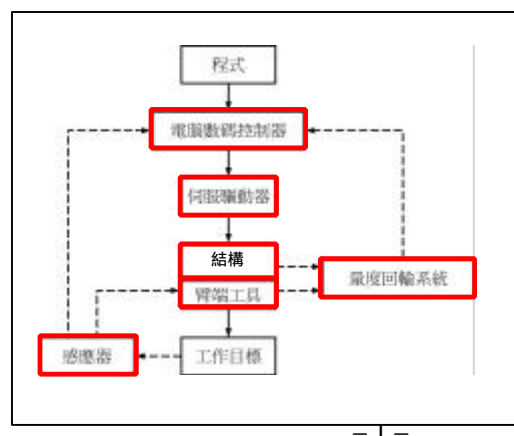 程式
電腦數碼控制器
伺服驅動器
結構
臂端工具
量度回輸系統
感應器
工作目標